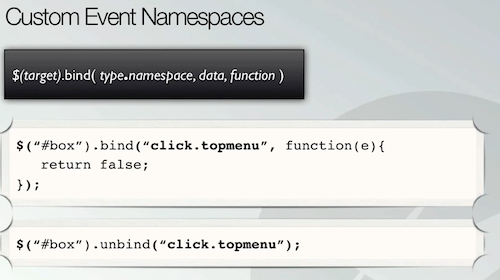 Custom Event Namespaces
$(target).bind( type.namespace, data, function )
$(“#box”).bind(“click.topmenu”, function(e){
return false;
});
$(“#box”).unbind(“click.topmenu”);